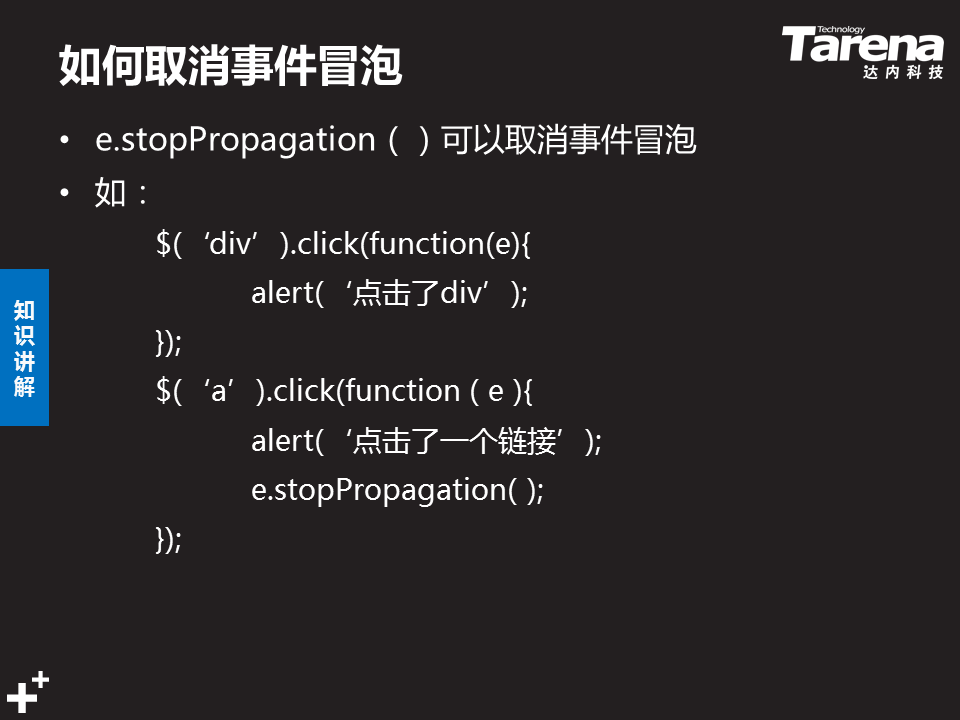 如何取消事件冒泡
Technology
Tarena
达内科技
• e.stopPropagation ( ) 可以取消事件冒泡
• 如：
$(‘div’).click(function(e){
alert(‘点击了div’);
});
$(‘a’).click(function ( e ){
alert(‘点击了一个链接’);
e.stopPropagation( );
});
知识讲解